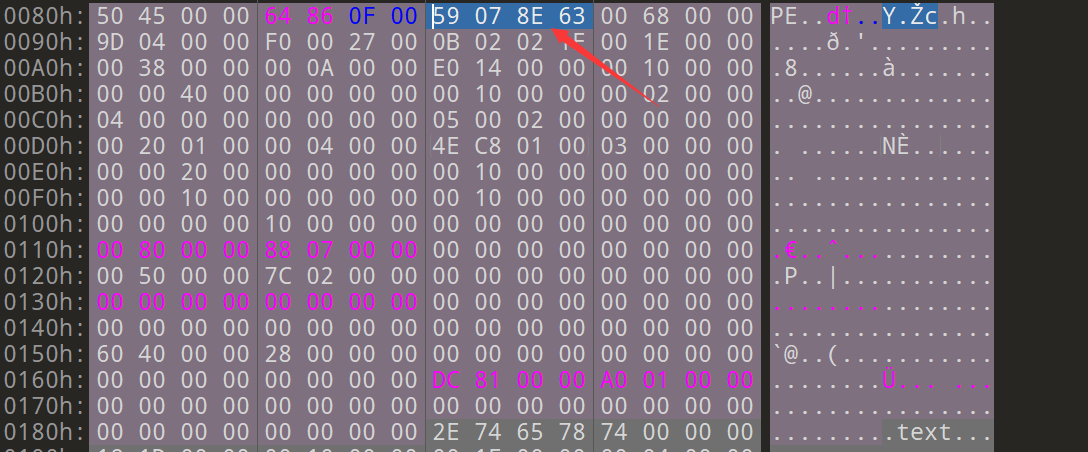 0080h: 50 45 00 00 64 86 0F 00 59 07 8E 63 00 68 00 00 PE..d†..Y.Žc.h..
0090h: 9D 04 00 00 F0 00 27 00 0B 02 02 1F 00 1E 00 00 ....ð.'.........
00A0h: 00 38 00 00 00 0A 00 00 E0 14 00 00 00 10 00 00 .8......à.......
00B0h: 00 00 40 00 00 00 00 00 00 10 00 00 00 02 00 00 ..@.............
00C0h: 04 00 00 00 00 00 00 00 05 00 02 00 00 00 00 00 ................
00D0h: 00 20 01 00 00 04 00 00 4E C8 01 00 03 00 00 00 . ......NÈ......
00E0h: 00 00 20 00 00 00 00 00 00 10 00 00 00 00 00 00 .. .............
00F0h: 00 00 10 00 00 00 00 00 00 10 00 00 00 00 00 00 ................
0100h: 00 00 00 00 10 00 00 00 00 00 00 00 00 00 00 00 ................
0110h: 00 80 00 00 88 07 00 00 00 00 00 00 00 00 00 00 .€..ˆ...........
0120h: 00 50 00 00 7C 02 00 00 00 00 00 00 00 00 00 00 .P..|...........
0130h: 00 00 00 00 00 00 00 00 00 00 00 00 00 00 00 00 ................
0140h: 00 00 00 00 00 00 00 00 00 00 00 00 00 00 00 00 ................
0150h: 60 40 00 00 28 00 00 00 00 00 00 00 00 00 00 00 `@..(...........
0160h: 00 00 00 00 00 00 00 00 DC 81 00 00 A0 01 00 00 ........Ü... ...
0170h: 00 00 00 00 00 00 00 00 00 00 00 00 00 00 00 00 ................
0180h: 00 00 00 00 00 00 00 00 2E 74 65 78 74 00 00 00 .........text...